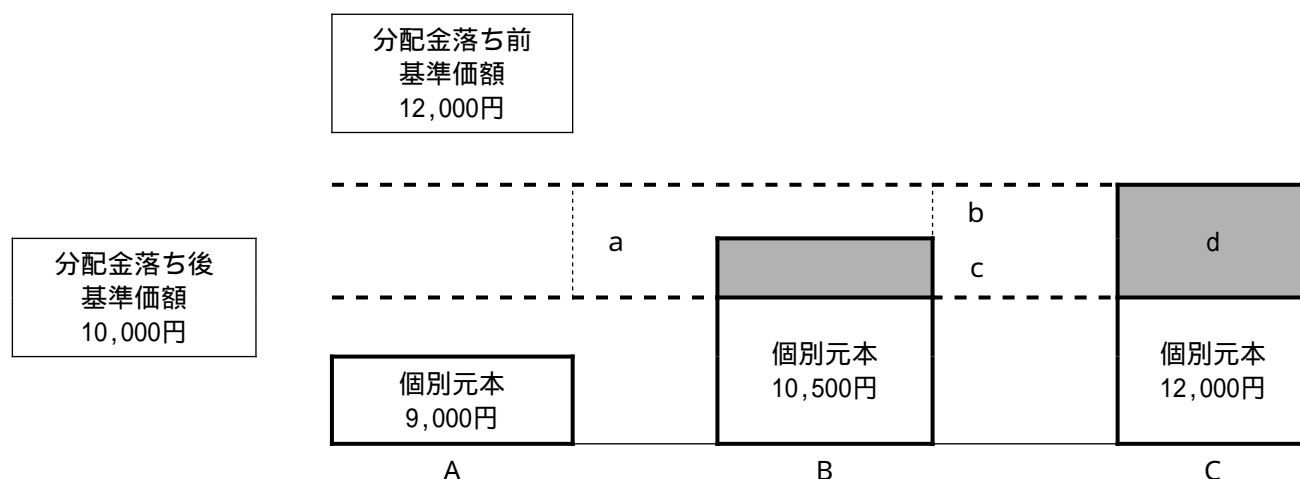 分配金落ち前
基準価額
12,000円
a
b
c
d
分配金落ち後
基準価額
10,000円
個別元本
9,000円
個別元本
10,500円
個別元本
12,000円
A
B
C